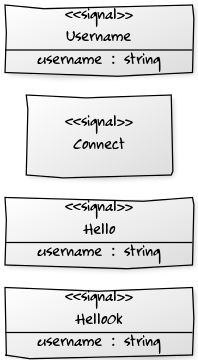 <<signal>>
Username
username : string
<<signal>>
Connect
<<signal>>
Hello
username : string
<<signal>>
HelloOk
username : string